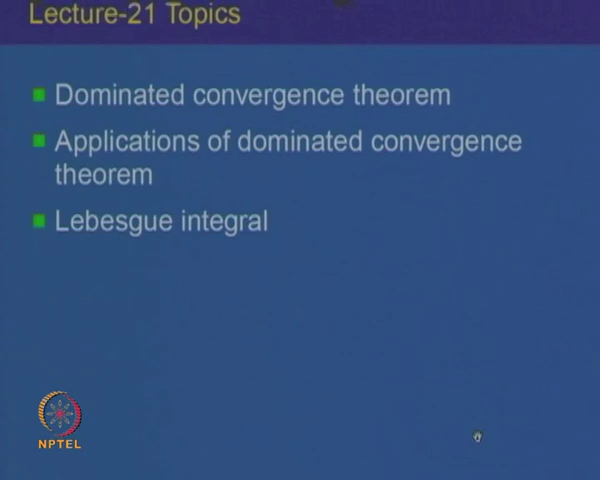 Lecture-21 Topics
Dominated convergence theorem
Applications of dominated convergence
theorem
Lebesgue integral
NPTEL